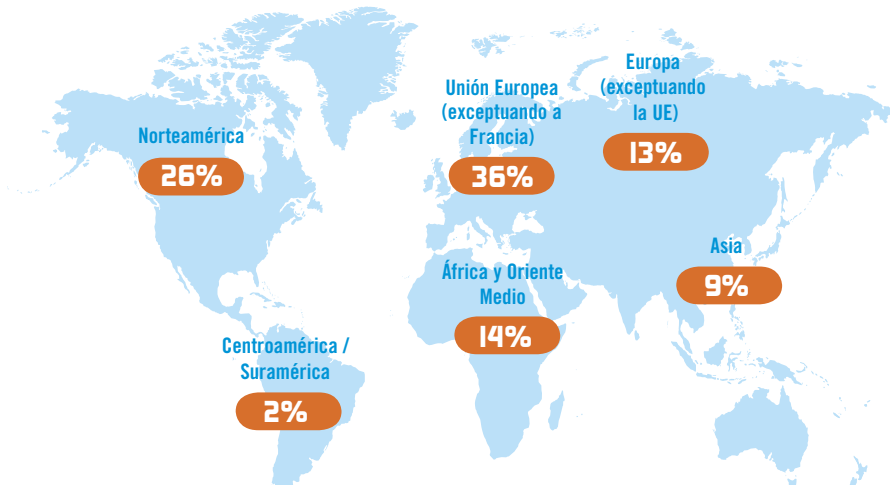 Norteamérica
26%
Unión Europea
(exceptuando a
Francia)
36%
Europa
(exceptuando
la UE)
13%
Asia
9%
África y Oriente
Medio
14%
Centroamérica /
Suramérica
2%